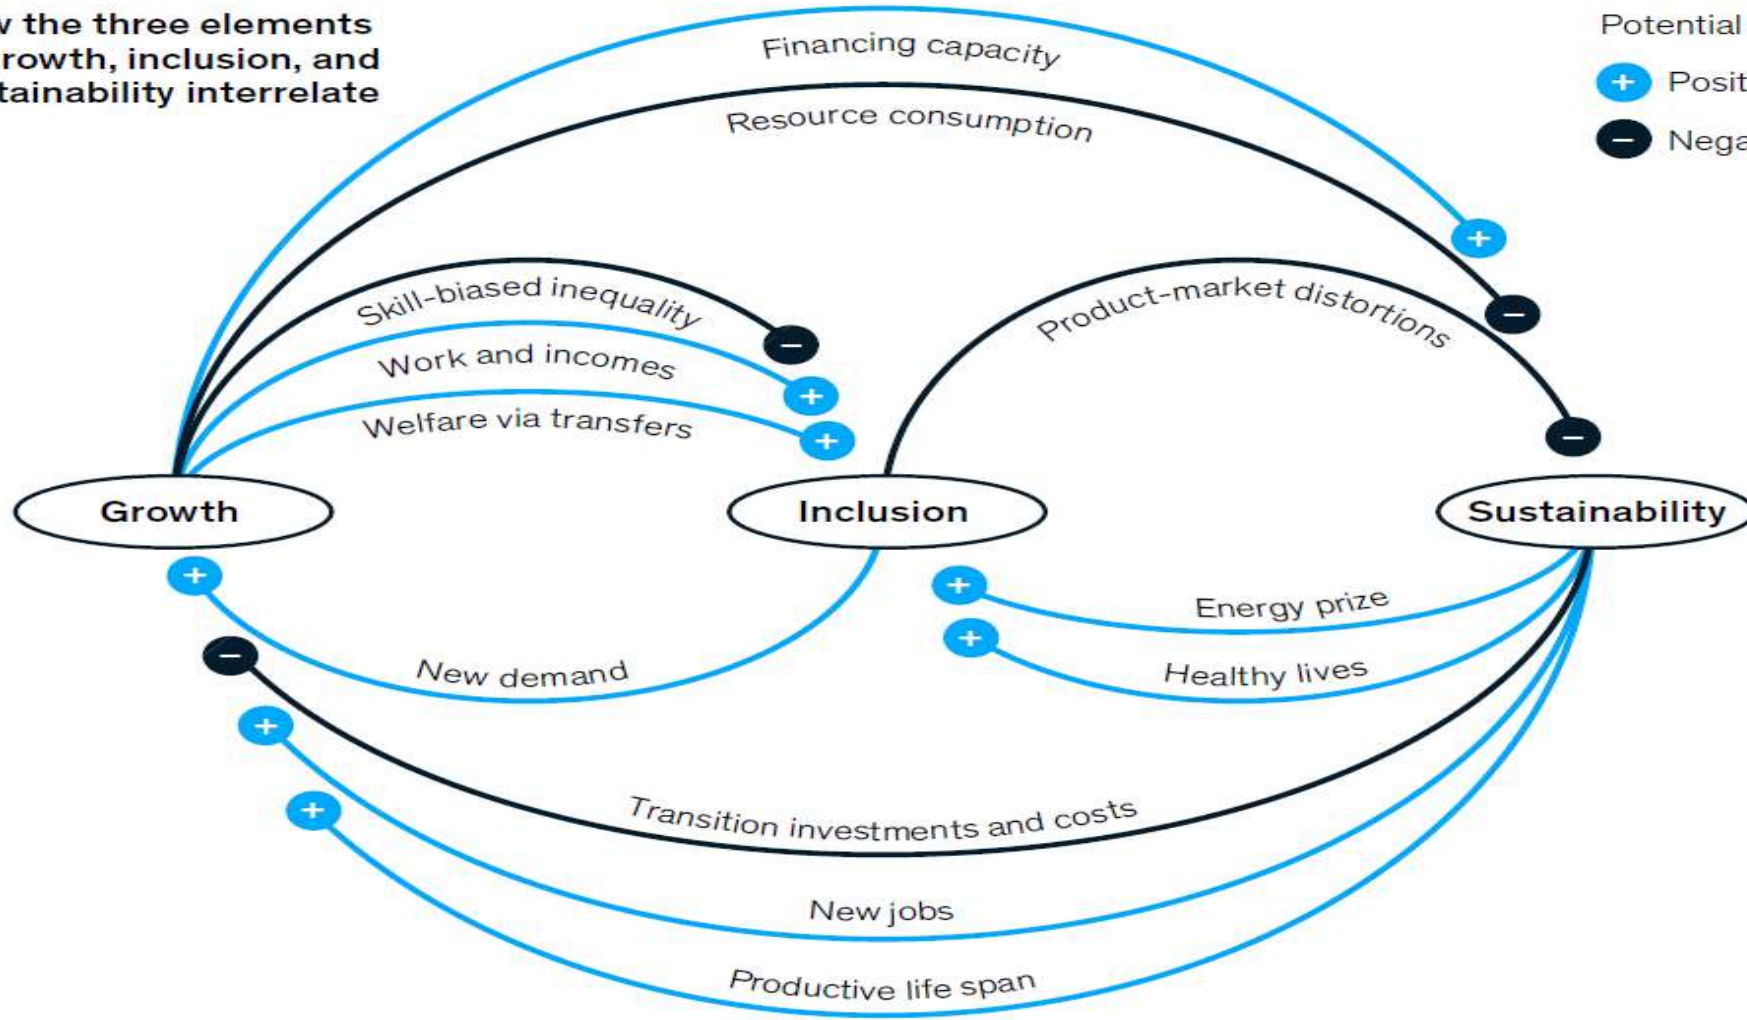 w the three elements
rowth, inclusion, and
tainability interrelate
Potential
+ Posit
− Nega
Financing capacity
Resource consumption
Skill-biased inequality
Work and incomes
Welfare via transfers
Product-market distortions
Growth
Inclusion
Sustainability
New demand
Energy prize
Healthy lives
Transition investments and costs
New jobs
Productive life span